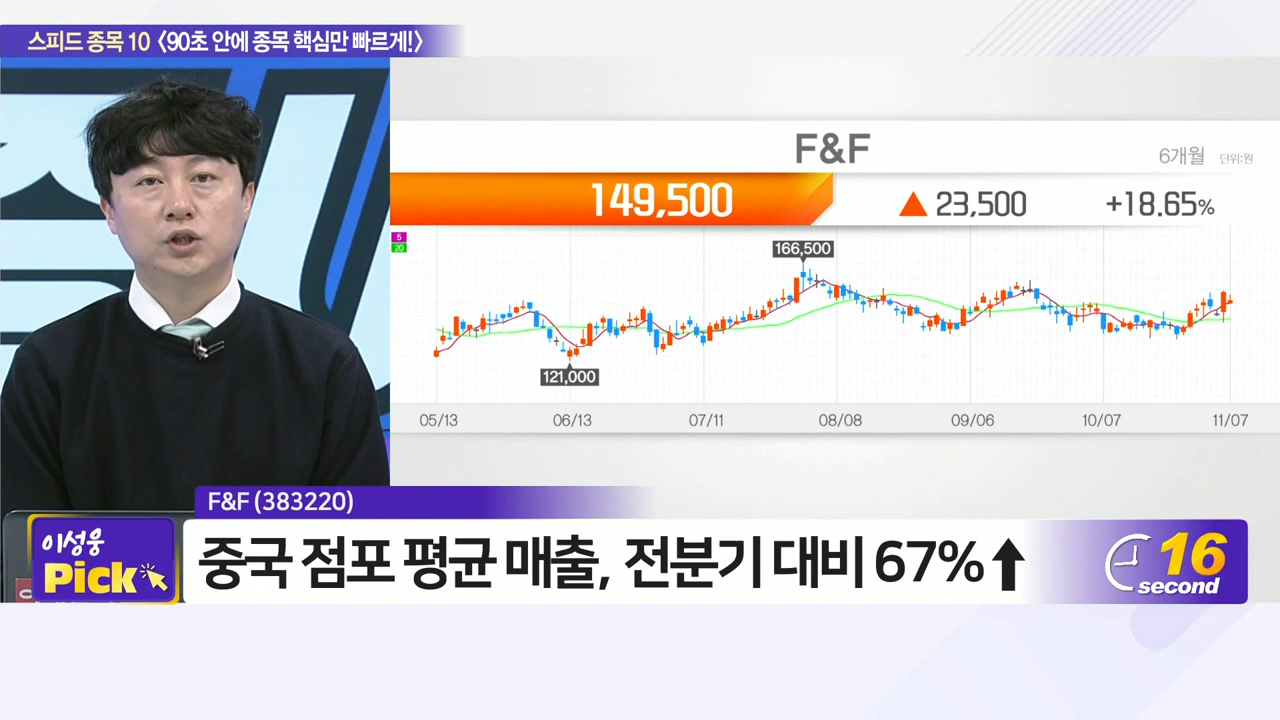 스피드 종목 10 〈90초 안에 종목 핵심만 빠르게!〉
F&F
6개월 단위:원
149,500 ▲ 23,500 +18.65%
5
20
166,500
121,000
05/13 06/13 07/11 08/08 09/06 10/07 11/07
F&F (383220)
이성웅
Pick
중국 점포 평균 매출, 전분기 대비 67%↑
16
second